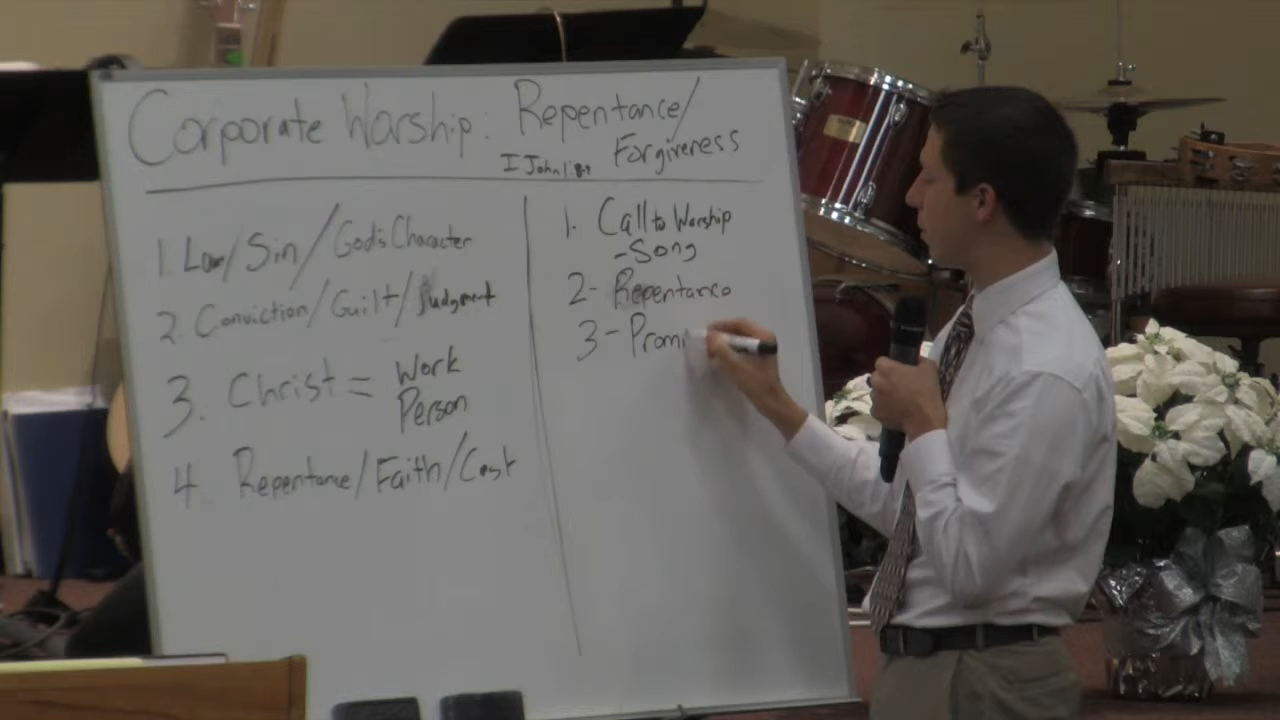 Corporate Worship: Repentance/
I John 1:8-9 Forgiveness
1. Law/Sin/God's Character
2. Conviction/Guilt/Judgment
3. Christ = Work
Person
4. Repentance/Faith/Cost
1. Call to Worship
- Song
2- Repentance
3- Promi